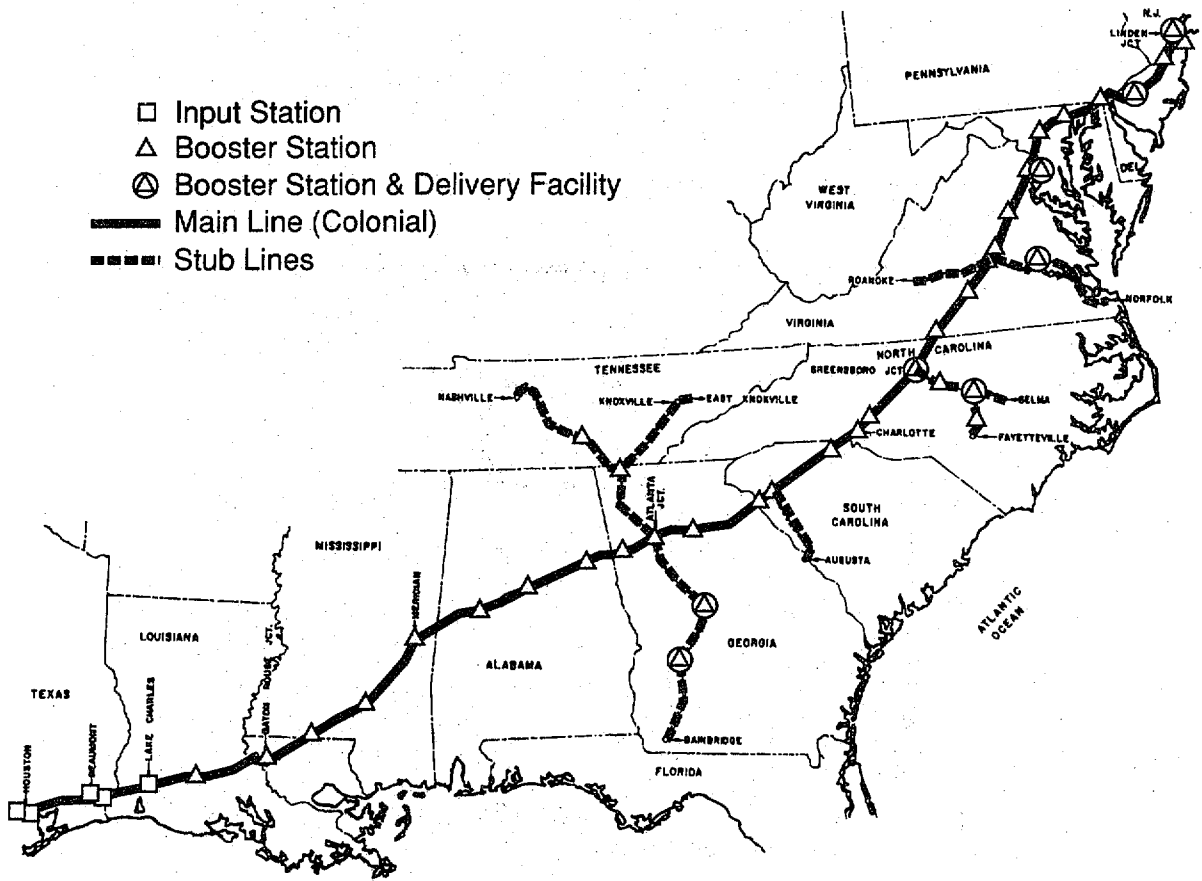 Input Station
Booster Station
Booster Station & Delivery Facility
Main Line (Colonial)
Stub Lines
N.J.
LINDEN
JCT.
PENNSYLVANIA
DEL.
WEST
VIRGINIA
ROANOKE
NORFOLK
VIRGINIA
NORTH CAROLINA
GREENSBORO JCT.
TENNESSEE
NASHVILLE
KNOXVILLE
EAST KNOXVILLE
SELMA
FAYETTEVILLE
CHARLOTTE
ATLANTA
JCT.
SOUTH
CAROLINA
AUGUSTA
MISSISSIPPI
MERIDIAN
ATLANTIC
OCEAN
LOUISIANA
BATON ROUGE JCT.
ALABAMA
GEORGIA
TEXAS
HOUSTON
BEAUMONT
LAKE CHARLES
BAINBRIDGE
FLORIDA